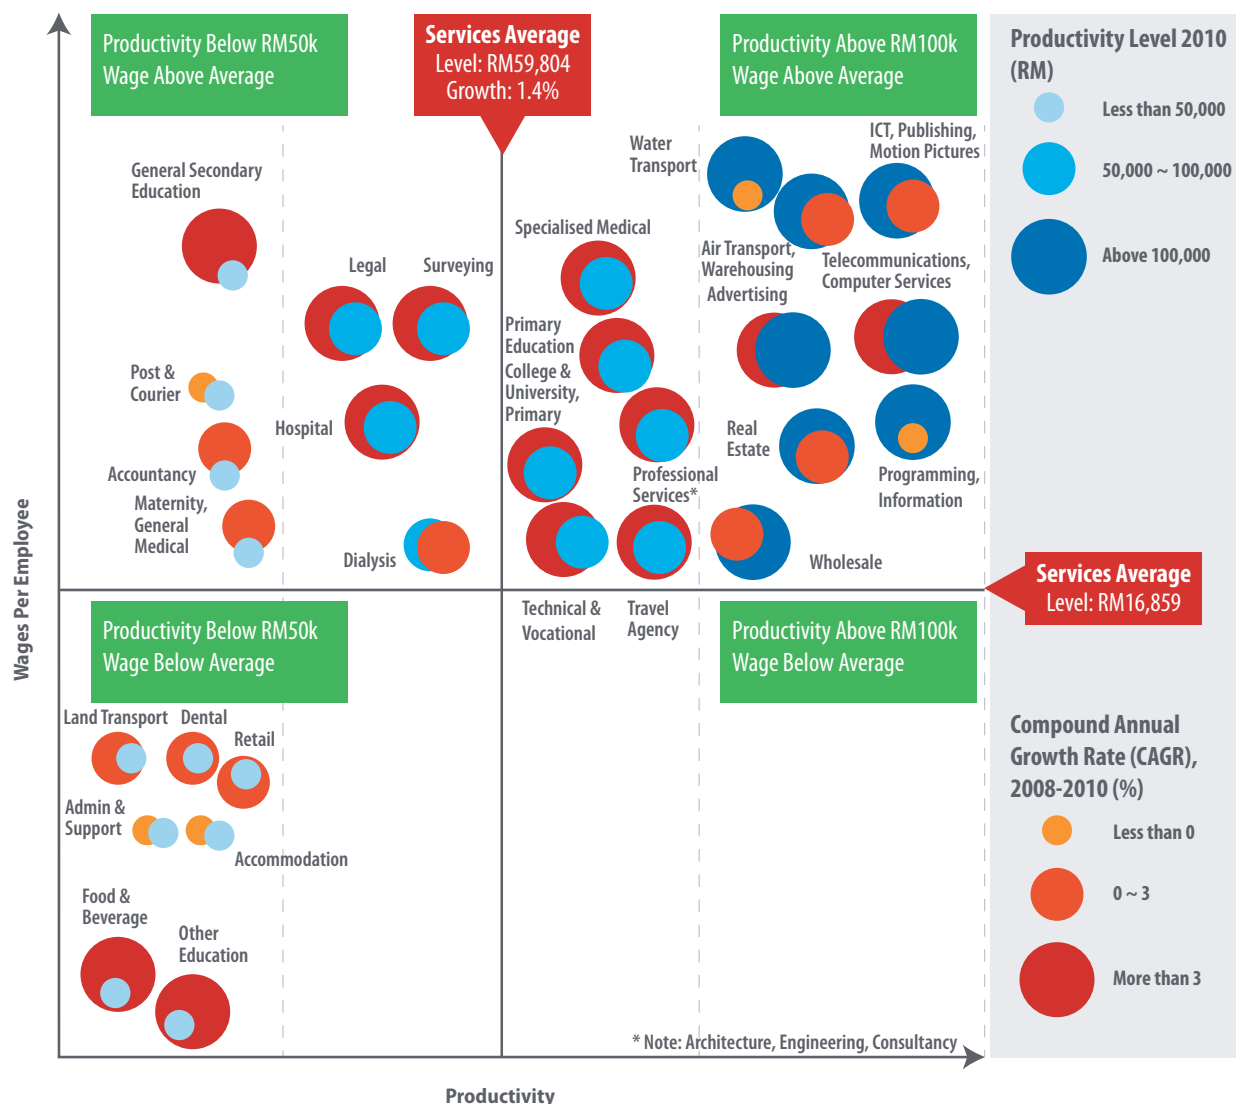 Productivity Below RM50k
Wage Above Average
Services Average
Level: RM59,804
Growth: 1.4%
Productivity Above RM100k
Wage Above Average
Productivity Level 2010
(RM)
Less than 50,000
50,000 ~ 100,000
Above 100,000
General Secondary
Education
Legal
Surveying
Post &
Courier
Hospital
Accountancy
Maternity,
General
Medical
Dialysis
Specialised Medical
Primary
Education
College &
University,
Primary
Professional
Services*
Technical &
Vocational
Travel
Agency
Water
Transport
ICT, Publishing,
Motion Pictures
Air Transport,
Warehousing
Advertising
Telecommunications,
Computer Services
Real
Estate
Programming,
Information
Wholesale
Services Average
Level: RM16,859
Wages Per Employee
Productivity Below RM50k
Wage Below Average
Productivity Above RM100k
Wage Below Average
Land Transport
Dental
Retail
Admin &
Support
Accommodation
Food &
Beverage
Other
Education
Compound Annual
Growth Rate (CAGR),
2008-2010 (%)
Less than 0
0 ~ 3
More than 3
* Note: Architecture, Engineering, Consultancy
Productivity